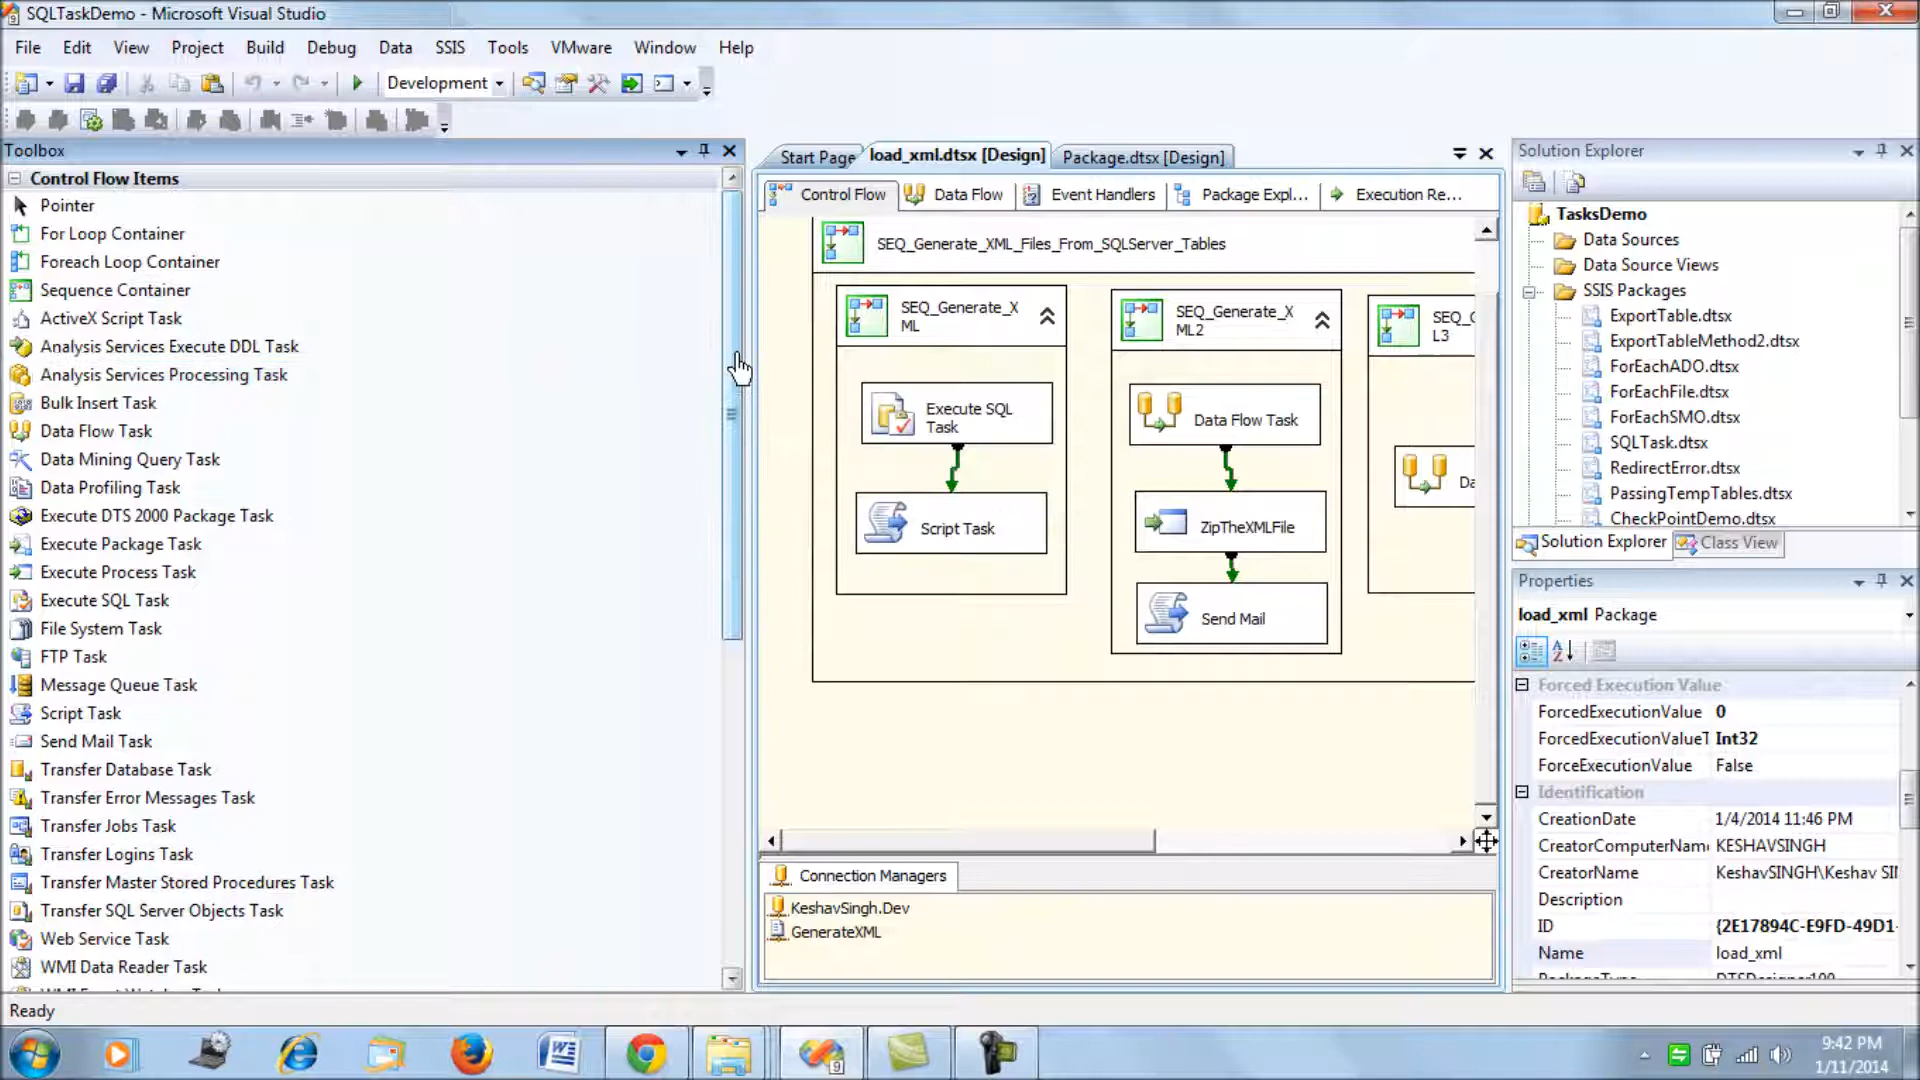 SQLTaskDemo - Microsoft Visual Studio
File Edit View Project Build Debug Data SSIS Tools VMware Window Help
Development
Toolbox
Control Flow Items
Pointer
For Loop Container
Foreach Loop Container
Sequence Container
ActiveX Script Task
Analysis Services Execute DDL Task
Analysis Services Processing Task
Bulk Insert Task
Data Flow Task
Data Mining Query Task
Data Profiling Task
Execute DTS 2000 Package Task
Execute Package Task
Execute Process Task
Execute SQL Task
File System Task
FTP Task
Message Queue Task
Script Task
Send Mail Task
Transfer Database Task
Transfer Error Messages Task
Transfer Jobs Task
Transfer Logins Task
Transfer Master Stored Procedures Task
Transfer SQL Server Objects Task
Web Service Task
WMI Data Reader Task
Start Page load_xml.dtsx [Design] Package.dtsx [Design]
Control Flow Data Flow Event Handlers Package Expl... Execution Re...
SEQ_Generate_XML_Files_From_SQLServer_Tables
SEQ_Generate_X
ML
Execute SQL
Task
Script Task
SEQ_Generate_X
ML2
Data Flow Task
ZipTheXMLFile
Send Mail
L3
Connection Managers
KeshavSingh.Dev
GenerateXML
Solution Explorer
TasksDemo
Data Sources
Data Source Views
SSIS Packages
ExportTable.dtsx
ExportTableMethod2.dtsx
ForEachADO.dtsx
ForEachFile.dtsx
ForEachSMO.dtsx
SQLTask.dtsx
RedirectError.dtsx
PassingTempTables.dtsx
CheckPointDemo.dtsx
Solution Explorer Class View
Properties
load_xml Package
Forced Execution Value
ForcedExecutionValue 0
ForcedExecutionValueT Int32
ForceExecutionValue False
Identification
CreationDate 1/4/2014 11:46 PM
CreatorComputerName KESHAVSINGH
CreatorName KeshavSINGH\Keshav SIN
Description
ID {2E17894C-E9FD-49D1-
Name load_xml
Ready
9:42 PM
1/11/2014